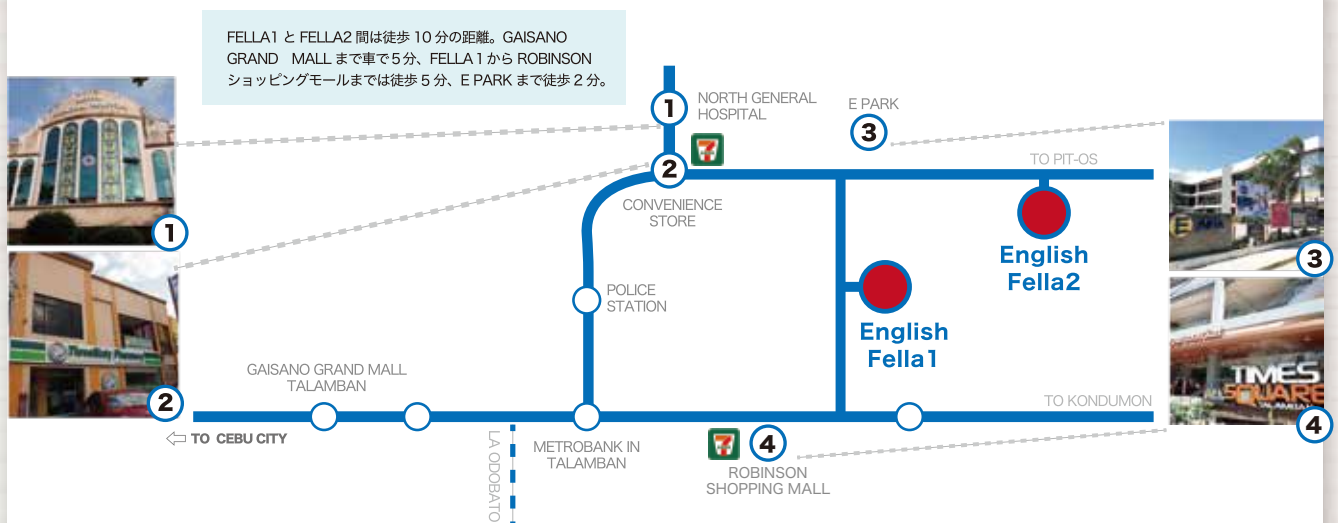 FELLA1 と FELLA2 間は徒歩 10 分の距離。GAISANO
GRAND　MALL まで車で５分、FELLA 1 から ROBINSON
ショッピングモールまでは徒歩 5 分、E PARK まで徒歩 2 分。
1
NORTH GENERAL
HOSPITAL
E PARK
3
2
CONVENIENCE
STORE
TO PIT-OS
English
Fella2
1
3
POLICE
STATION
English
Fella1
GAISANO GRAND MALL
TALAMBAN
TIMES
SQUARE
TALAMBAN
2
TO KONDUMON
4
TO CEBU CITY
LA ODOBATO
METROBANK IN
TALAMBAN
4
ROBINSON
SHOPPING MALL